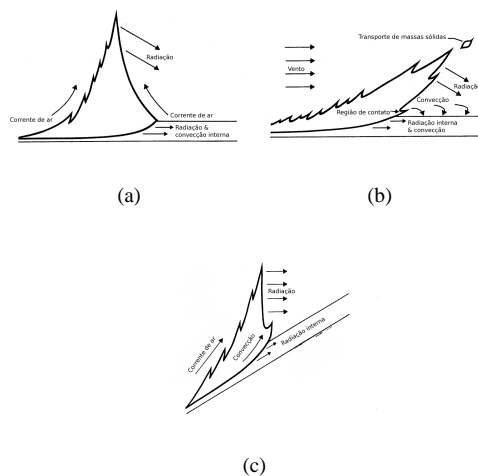 Radiação
Corrente de ar
Corrente de ar
Radiação &
convecção interna
(a)
Transporte de massas sólidas
Vento
Radiação
Convecção
Região de contato
Radiação interna
& convecção
(b)
Radiação
Corrente de ar
Convecção
Radiação interna
(c)